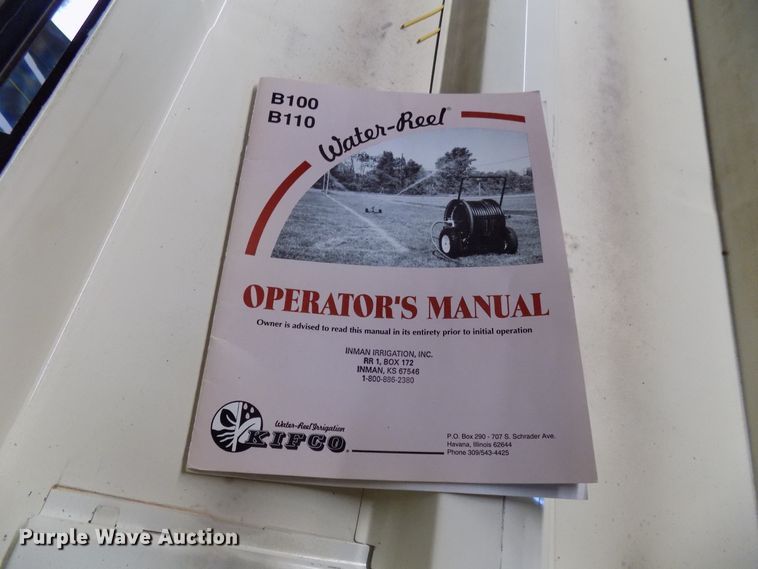 B100
B110
Water-Reel®
OPERATOR'S MANUAL
Owner is advised to read this manual in its entirety prior to initial operation
INMAN IRRIGATION, INC.
RR 1, BOX 172
INMAN, KS 67546
1-800-886-2380
Water-Reel Irrigation
KIFCO®
P.O. Box 290 - 707 S. Schrader Ave.
Havana, Illinois 62644
Phone 309/543-4425
Purple Wave Auction